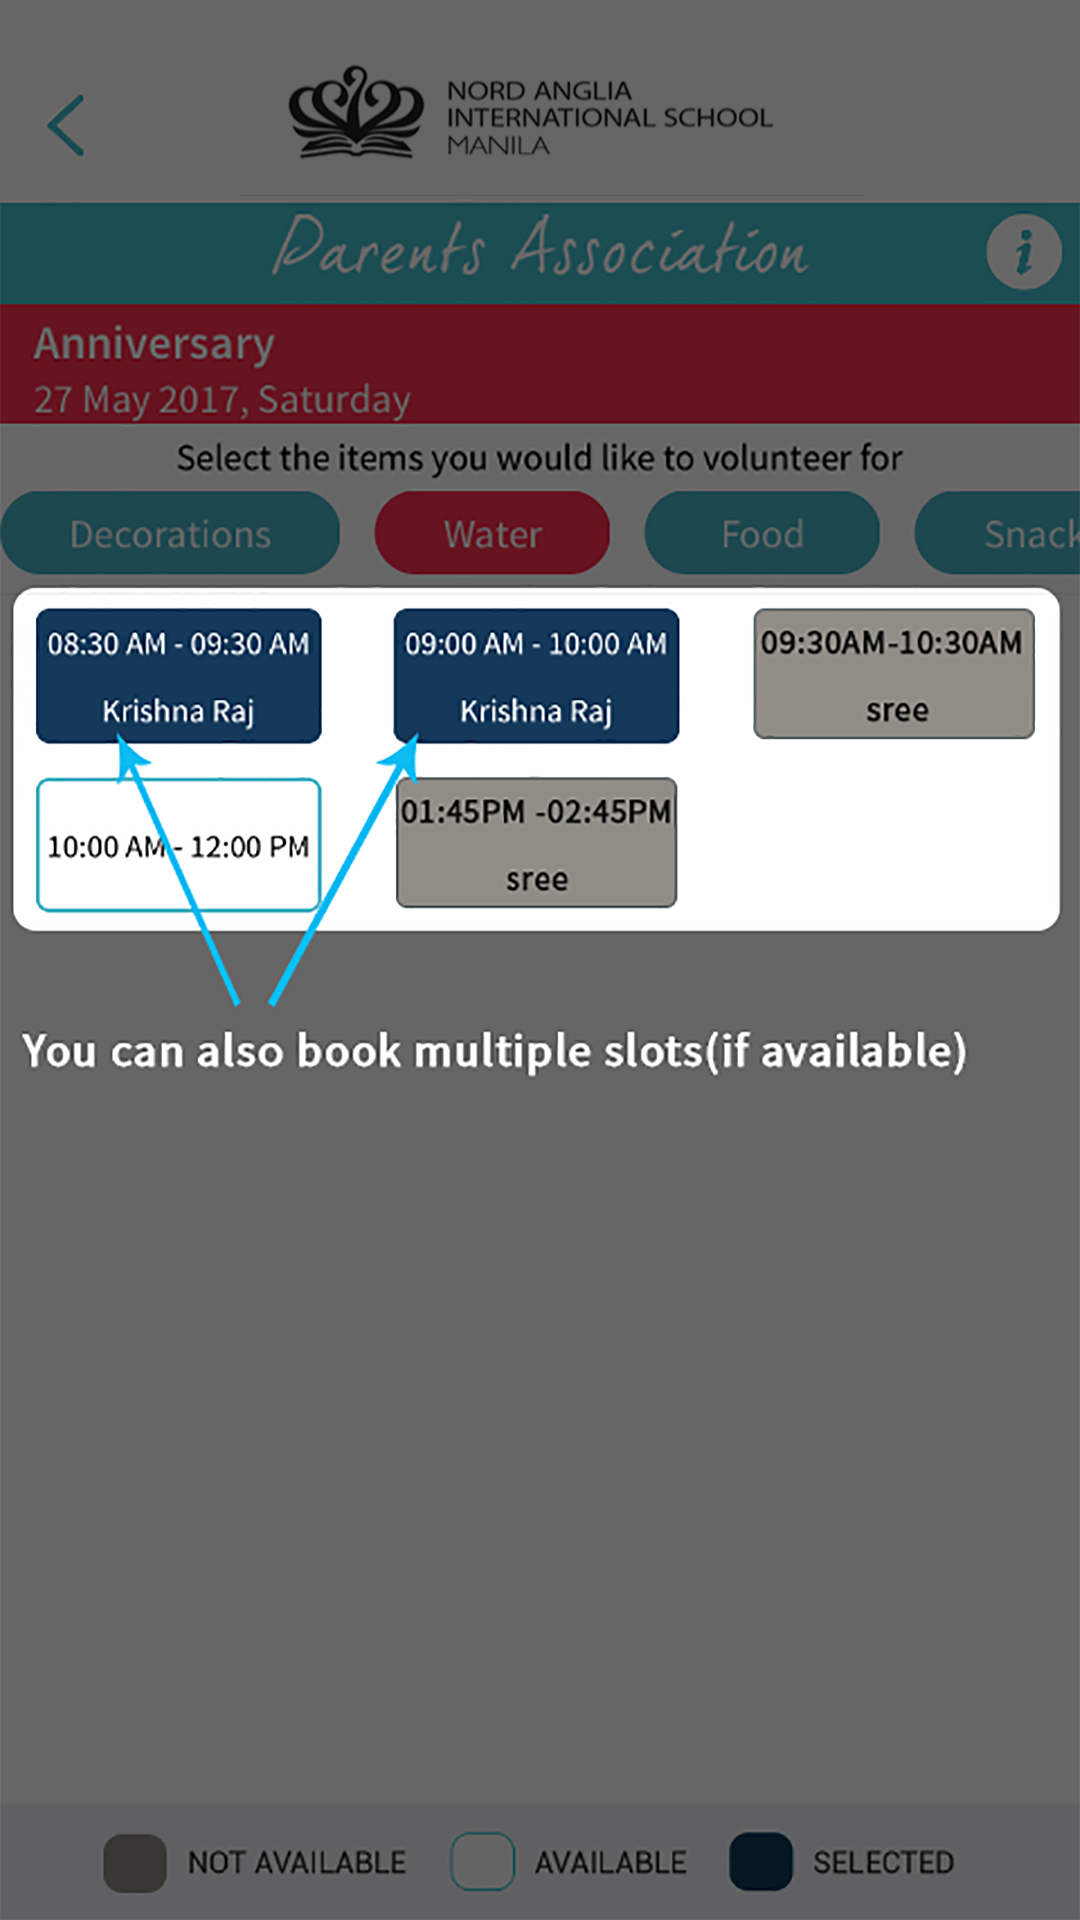 NORD ANGLIA
INTERNATIONAL SCHOOL
MANILA
Parents Association
i
Anniversary
27 May 2017, Saturday
Select the items you would like to volunteer for
Decorations
Water
Food
Snack
08:30 AM - 09:30 AM
Krishna Raj
09:00 AM - 10:00 AM
Krishna Raj
09:30AM-10:30AM
sree
10:00 AM - 12:00 PM
01:45PM -02:45PM
sree
You can also book multiple slots(if available)
NOT AVAILABLE
AVAILABLE
SELECTED